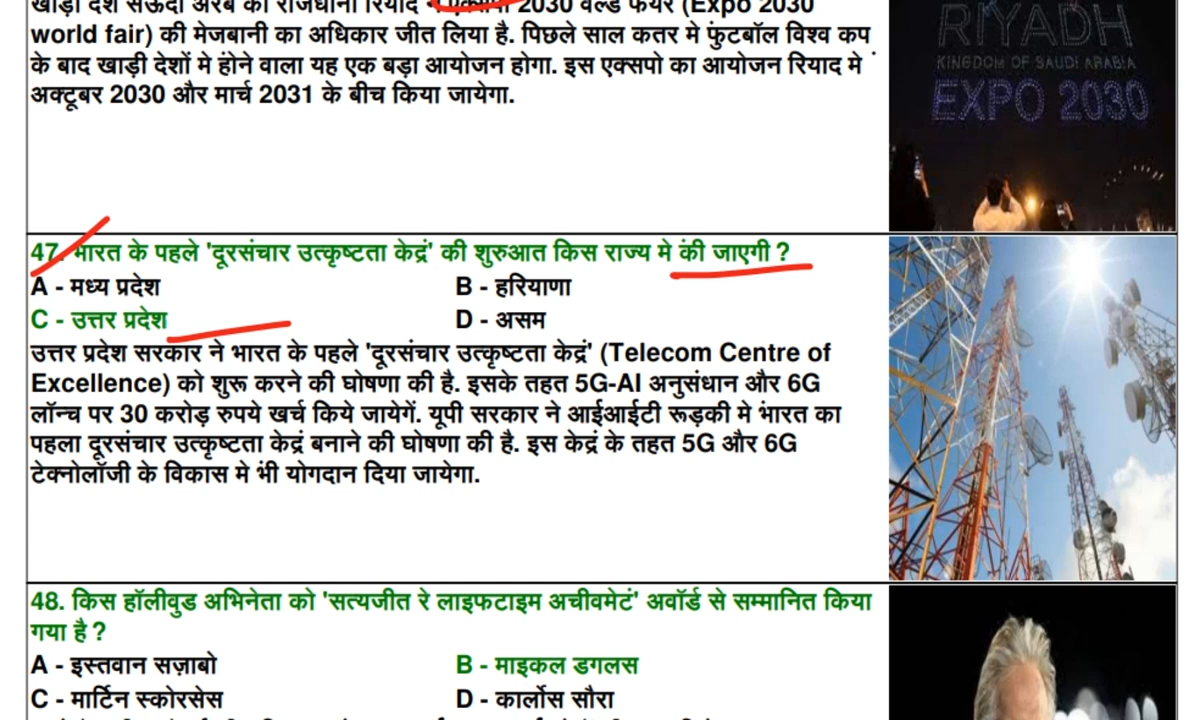 खाड़ी देश सऊदी अरब की राजधानी रियाद ने एक्सपो 2030 वर्ल्ड फेयर (Expo 2030
world fair) की मेजबानी का अधिकार जीत लिया है. पिछले साल कतर मे फुंटबॉल विश्व कप
के बाद खाड़ी देशों मे होंने वाला यह एक बड़ा आयोजन होगा. इस एक्सपो का आयोजन रियाद मे ं
अक्टूबर 2030 और मार्च 2031 के बीच किया जायेगा.
RIYADH
KINGDOM OF SAUDI ARABIA
EXPO 2030
47. भारत के पहले 'दूरसंचार उत्कृष्टता केद्रं' की शुरुआत किस राज्य मे कीं जाएगी ?
A - मध्य प्रदेश
B - हरियाणा
C - उत्तर प्रदेश
D - असम
उत्तर प्रदेश सरकार ने भारत के पहले 'दूरसंचार उत्कृष्टता केद्रं' (Telecom Centre of
Excellence) को शुरू करने की घोषणा की है. इसके तहत 5G-AI अनुसंधान और 6G
लॉन्च पर 30 करोड़ रुपये खर्च किये जायेगें. यूपी सरकार ने आईआईटी रूड़की मे भंारत का
पहला दूरसंचार उत्कृष्टता केद्रं बनाने की घोषणा की है. इस केद्रं के तहत 5G और 6G
टेक्नोलॉजी के विकास मे भीं योगदान दिया जायेगा.
48. किस हॉलीवुड अभिनेता को 'सत्यजीत रे लाइफटाइम अचीवमेटं' अवॉर्ड से सम्मानित किया
गया है ?
A - इस्तवान सज़ाबो
B - माइकल डगलस
C - मार्टिन स्कोरसेस
D - कार्लोस सौरा